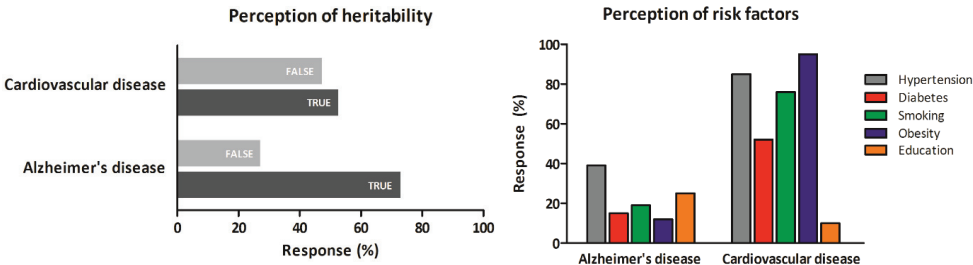 Perception of heritability
Cardiovascular disease
FALSE
TRUE
Alzheimer's disease
FALSE
TRUE
0 20 40 60 80 100
Response (%)
Perception of risk factors
Response (%)
100
80
60
40
20
0
Alzheimer's disease Cardiovascular disease
Hypertension
Diabetes
Smoking
Obesity
Education